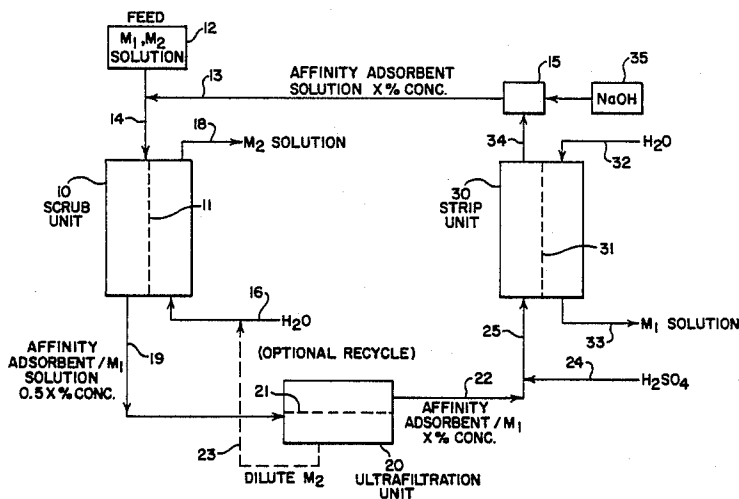 FEED
M1, M2
SOLUTION
12
13
AFFINITY ADSORBENT
SOLUTION X% CONC.
15
35
NaOH
14
18
M2 SOLUTION
34
H2O
32
10
SCRUB
UNIT
11
30
STRIP
UNIT
31
16
H2O
19
AFFINITY
ADSORBENT/M1
SOLUTION
0.5X% CONC.
(OPTIONAL RECYCLE)
25
33
M1 SOLUTION
21
22
24
H2SO4
AFFINITY
ADSORBENT/M1
X% CONC.
23
DILUTE M2
20
ULTRAFILTRATION
UNIT